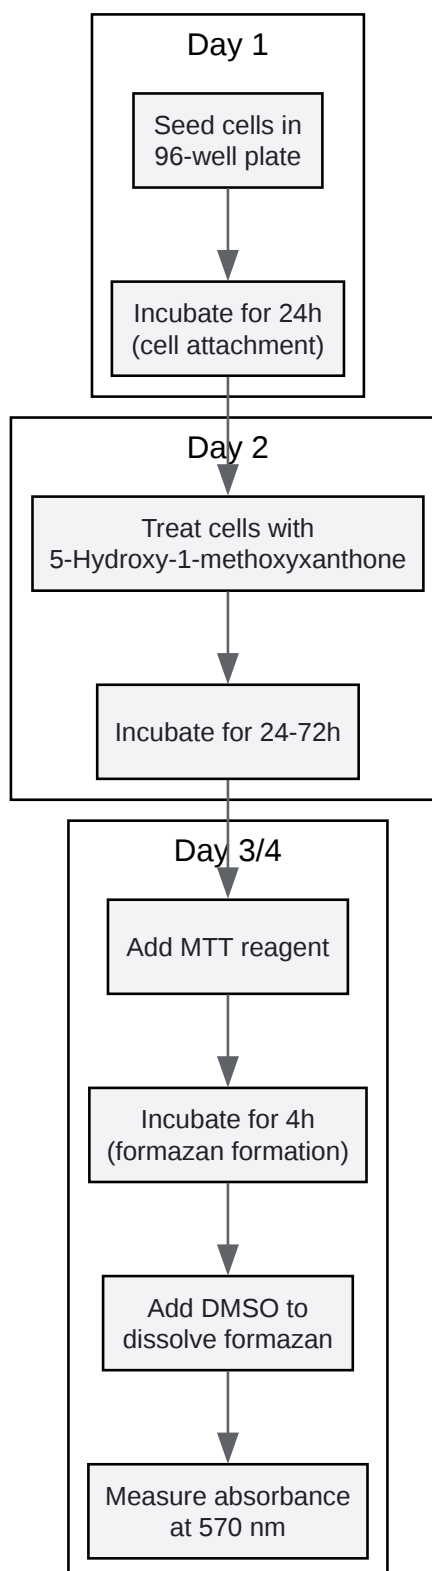 Day 1
Seed cells in
96-well plate
Incubate for 24h
(cell attachment)
Day 2
Treat cells with
5-Hydroxy-1-methoxyxanthone
Incubate for 24-72h
Day 3/4
Add MTT reagent
Incubate for 4h
(formazan formation)
Add DMSO to
dissolve formazan
Measure absorbance
at 570 nm